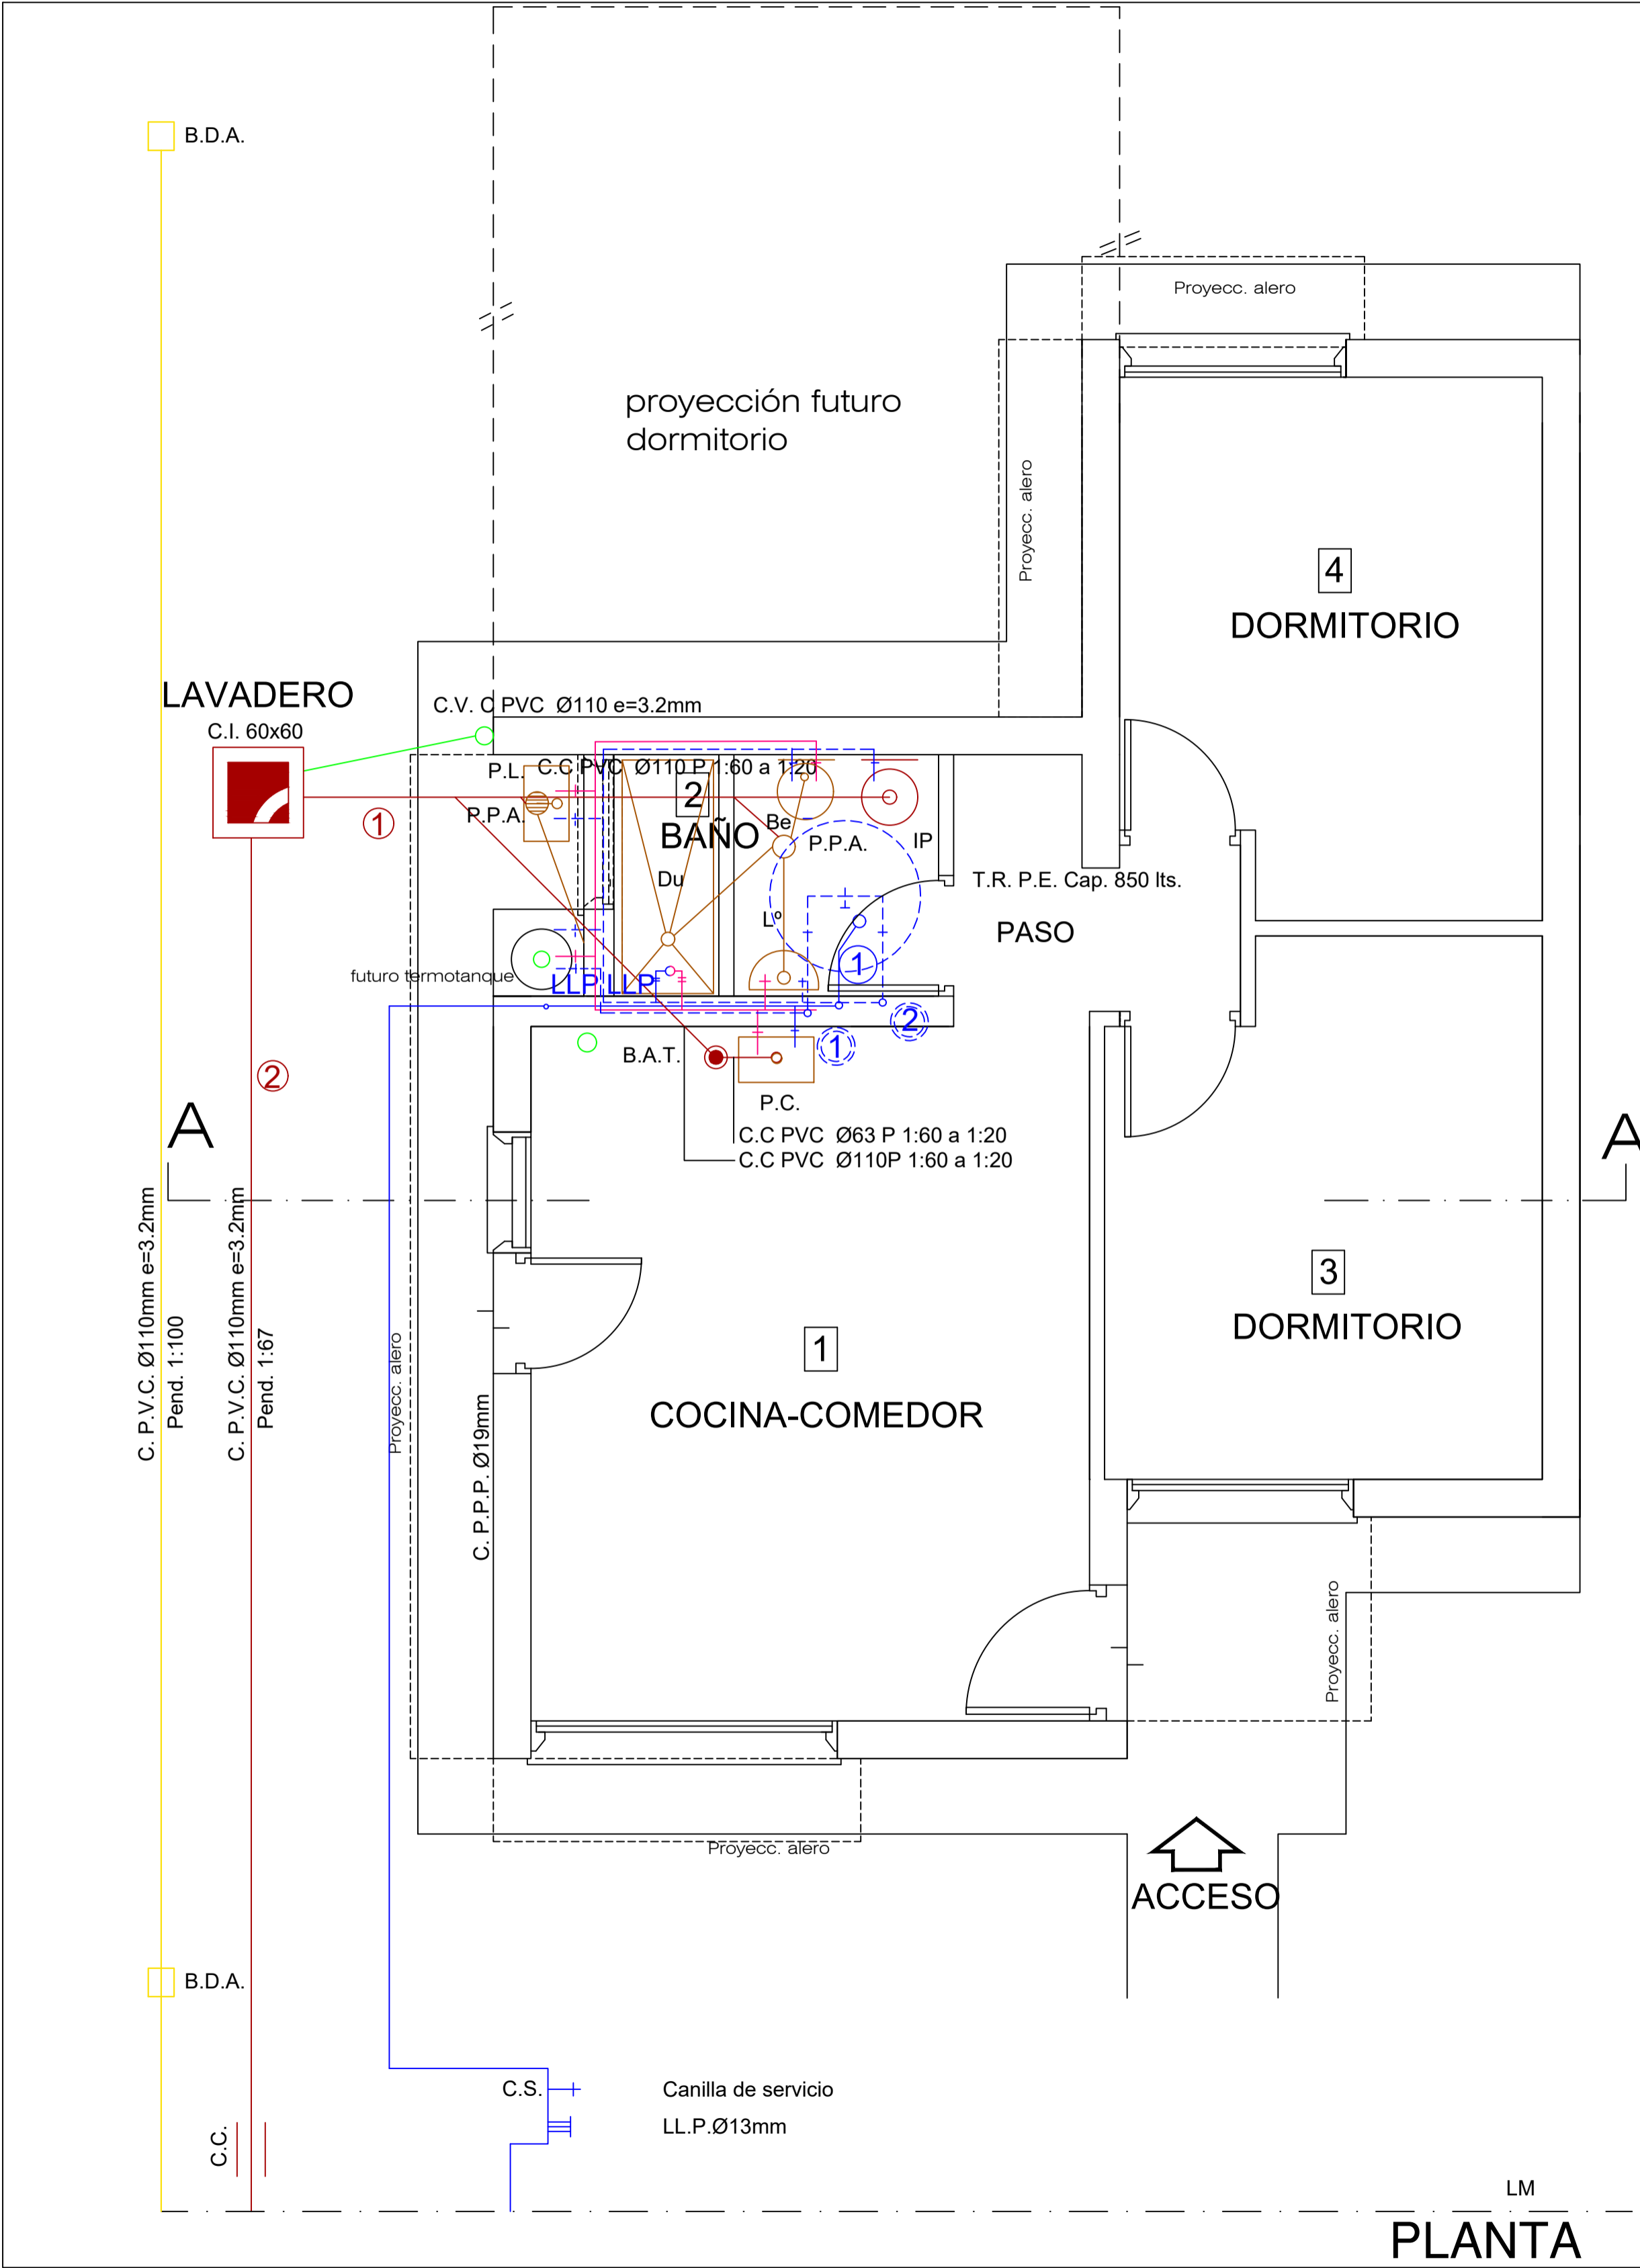 B.D.A.
Proyecc. alero
proyección futuro
dormitorio
Proyecc. alero
4
DORMITORIO
LAVADERO
C.I. 60x60
C.V. C PVC Ø110 e=3.2mm
P.L.
C.C PVC Ø110 P 1:60 a 1:20
2
BAÑO
P.P.A.
1
Be
P.P.A.
IP
Du
T.R. P.E. Cap. 850 lts.
Lº
PASO
1
futuro termotanque
LLP
LLP
2
1
B.A.T.
2
P.C.
A
A
C.C PVC Ø63 P 1:60 a 1:20
C.C PVC Ø110P 1:60 a 1:20
C. P.V.C. Ø110mm e=3.2mm
Pend. 1:100
C. P.V.C. Ø110mm e=3.2mm
Pend. 1:67
3
DORMITORIO
1
COCINA-COMEDOR
Proyecc. alero
C. P.P.P. Ø19mm
Proyecc. alero
Proyecc. alero
ACCESO
B.D.A.
C.S.
Canilla de servicio
LL.P.Ø13mm
C.C.
LM
PLANTA